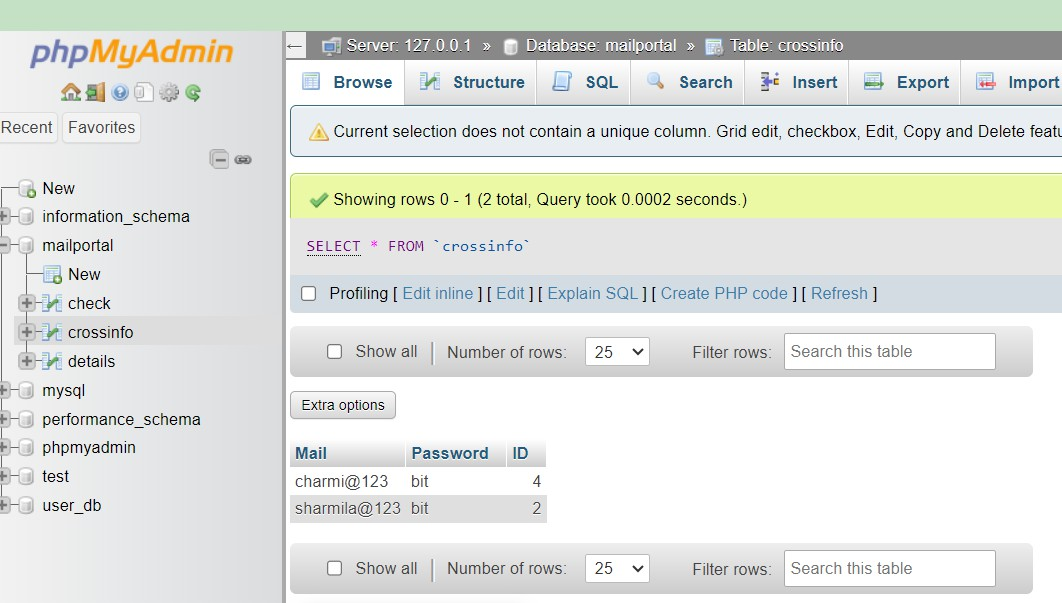 phpMyAdmin
Recent Favorites
New
information_schema
mailportal
New
check
crossinfo
details
mysql
performance_schema
phpmyadmin
test
user_db
Server: 127.0.0.1 » Database: mailportal » Table: crossinfo
Browse Structure SQL Search Insert Export Import
Current selection does not contain a unique column. Grid edit, checkbox, Edit, Copy and Delete featu
Showing rows 0 - 1 (2 total, Query took 0.0002 seconds.)
SELECT * FROM `crossinfo`
Profiling [ Edit inline ] [ Edit ] [ Explain SQL ] [ Create PHP code ] [ Refresh ]
Show all | Number of rows: 25 Filter rows: Search this table
Extra options
Mail Password ID
charmi@123 bit 4
sharmila@123 bit 2
Show all | Number of rows: 25 Filter rows: Search this table